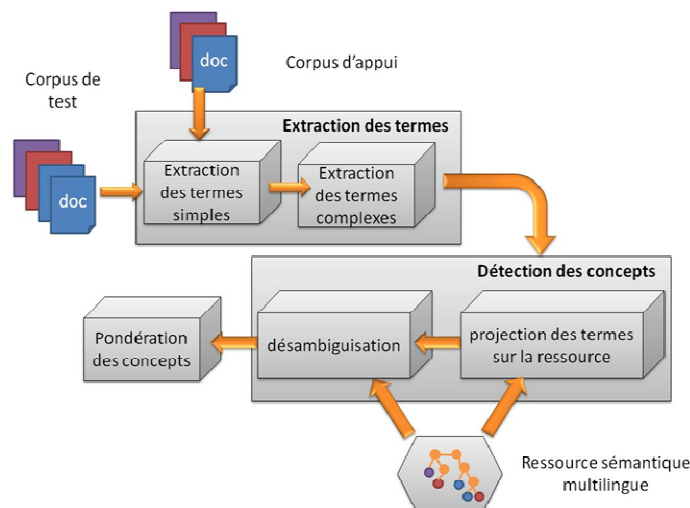 doc
Corpus d'appui
Corpus de
test
doc
Extraction des termes
Extraction
des termes
simples
Extraction
des termes
complexes
Détection des concepts
Pondération
des concepts
désambiguisation
projection des termes
sur la ressource
Ressource sémantique
multilingue